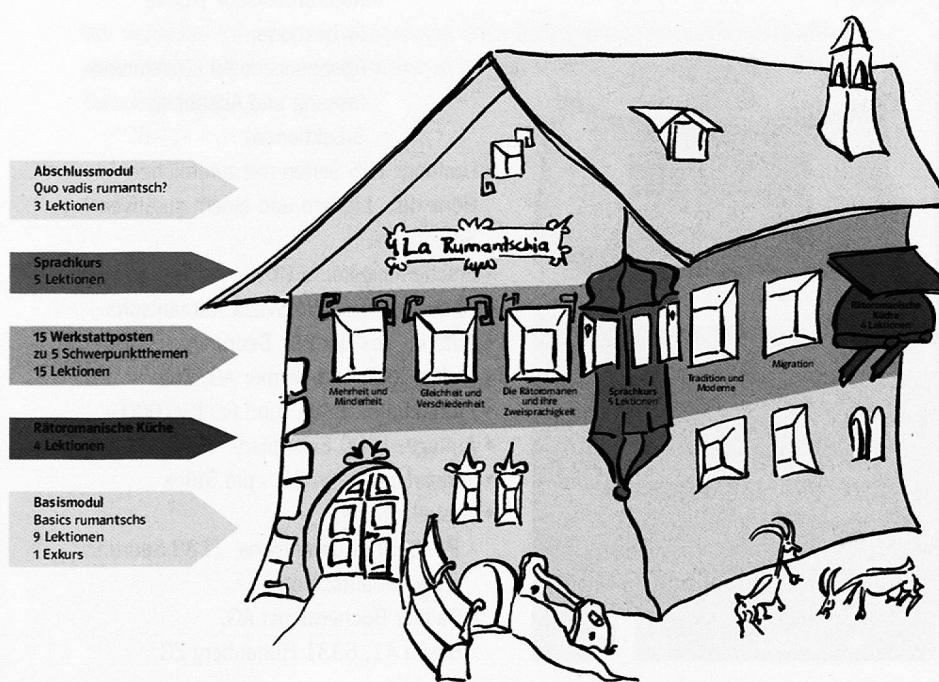 Abschlussmodul
Quo vadis rumantsch?
3 Lektionen
Sprachkurs
5 Lektionen
15 Werkstattposten
zu 5 Schwerpunktthemen
15 Lektionen
Rätoromanische Küche
4 Lektionen
Basismodul
Basics rumantschs
9 Lektionen
1 Exkurs
La Rumantschia
Mehrheit und
Minderheit
Gleichheit und
Verschiedenheit
Die Rätoromanen
und ihre
Zweisprachigkeit
Sprachkurs
5 Lektionen
Tradition und
Moderne
Migration
Rätoromanische
Küche
4 Lektionen